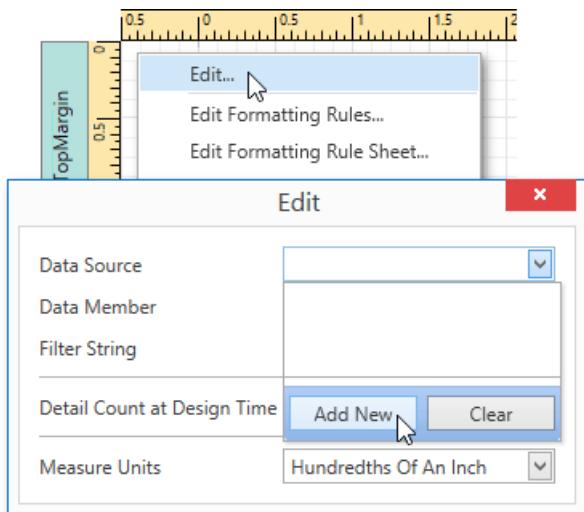 0.5 0 0.5 1 1.5 2
0
Edit...
TopMargin
0.5
Edit Formatting Rules...
Edit Formatting Rule Sheet...
Edit
Data Source
Data Member
Filter String
Detail Count at Design Time
Add New
Clear
Measure Units
Hundredths Of An Inch